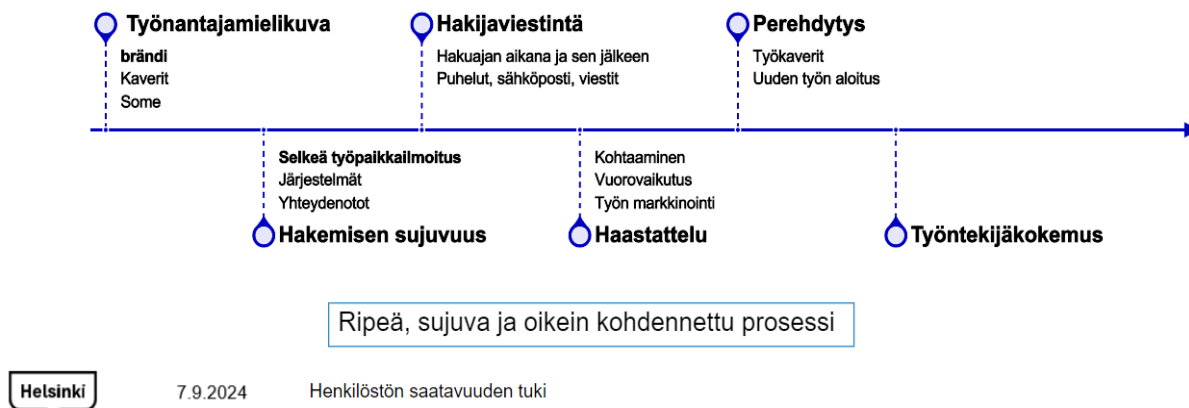 Työnantajamielikuva
brändi
Kaverit
Some
Hakijaviestintä
Hakuajan aikana ja sen jälkeen
Puhelut, sähköposti, viestit
Perehdytys
Työkaverit
Uuden työn aloitus
Selkeä työpaikkailmoitus
Järjestelmät
Yhteydenotot
Hakemisen sujuvuus
Kohtaaminen
Vuorovaikutus
Työn markkinointi
Haastattelu
Työntekijäkokemus
Ripeä, sujuva ja oikein kohdennettu prosessi
Helsinki
7.9.2024
Henkilöstön saatavuuden tuki